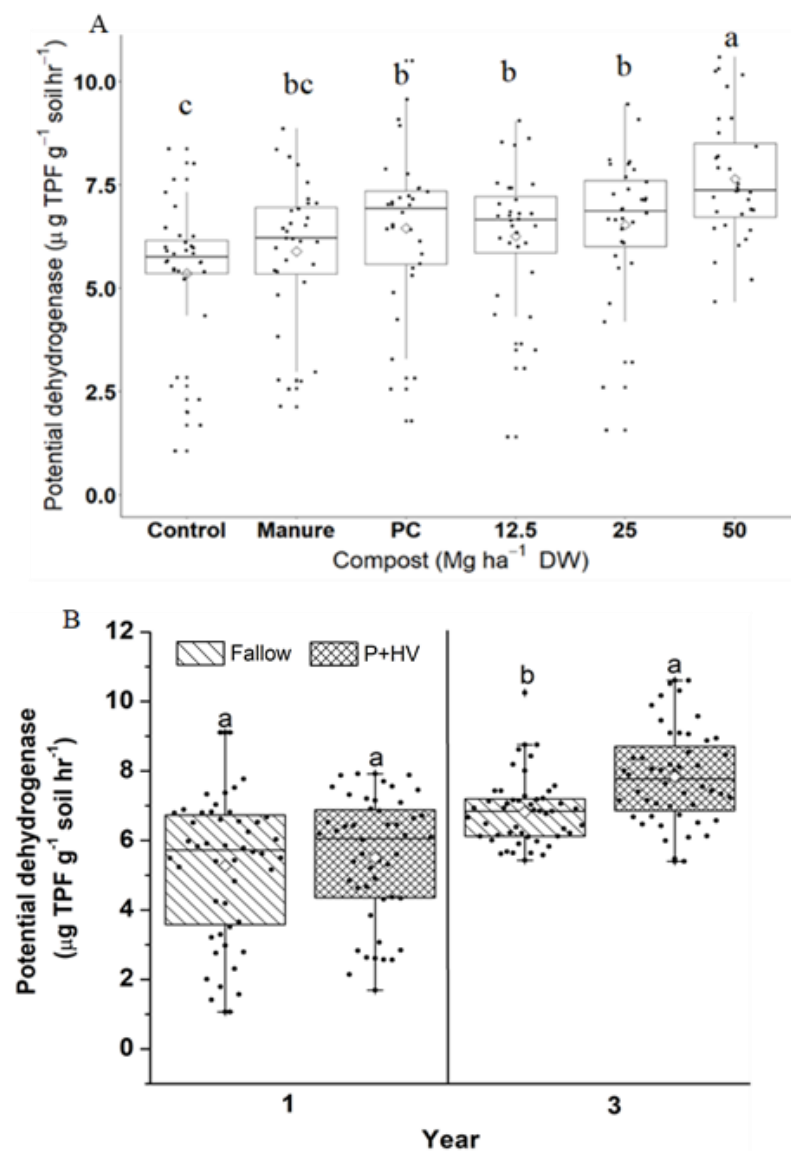 A
c
bc
b
b
b
a
Potential dehydrogenase (μ g TPF g⁻¹ soil hr⁻¹)
10.0
7.5
5.0
2.5
0.0
Control Manure PC 12.5 25 50
Compost (Mg ha⁻¹ DW)
B
Potential dehydrogenase
(μg TPF g⁻¹ soil hr⁻¹)
12
10
8
6
4
2
0
Fallow P+HV
a
a
b
a
1 3
Year